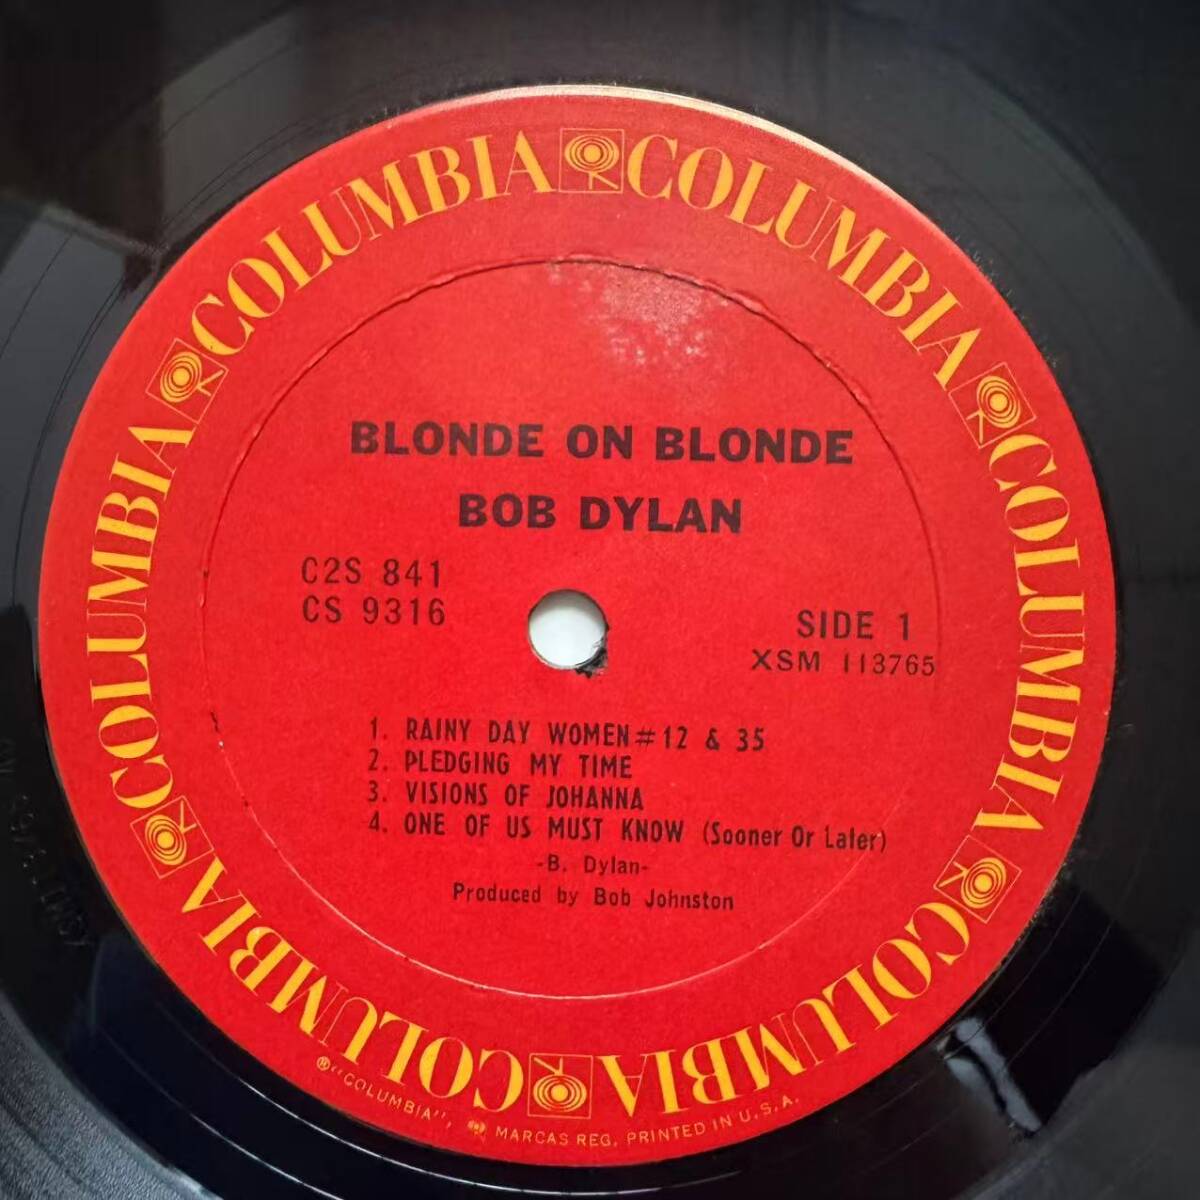 COLUMBIA COLUMBIA COLUMBIA COLUMBIA COLUMBIA COLUMBIA
BLONDE ON BLONDE
BOB DYLAN
C2S 841
CS 9316
SIDE 1
XSM 113765
1. RAINY DAY WOMEN #12 & 35
2. PLEDGING MY TIME
3. VISIONS OF JOHANNA
4. ONE OF US MUST KNOW (Sooner Or Later)
-B. Dylan-
Produced by Bob Johnston
® "COLUMBIA", MARCAS REG. PRINTED IN U.S.A.